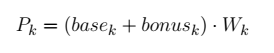 P_k = (base_k + bonus_k) · W_k